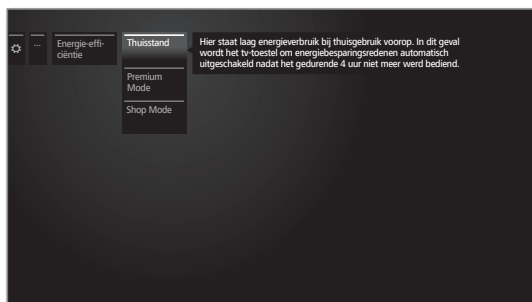 ...
Energie-effi-
ciëntie
Thuisstand
Premium
Mode
Shop Mode
Hier staat laag energieverbruik bij thuisgebruik voorop. In dit geval
wordt het tv-toestel om energiebesparingsredenen automatisch
uitgeschakeld nadat het gedurende 4 uur niet meer werd bediend.